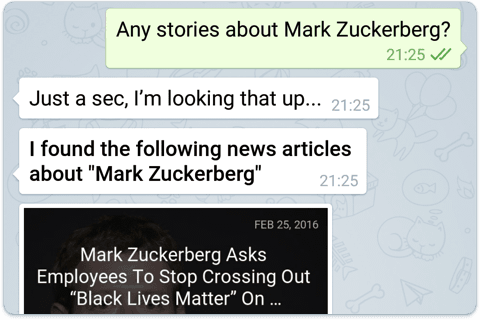 Any stories about Mark Zuckerberg?
21:25
Just a sec, I’m looking that up... 21:25
I found the following news articles
about "Mark Zuckerberg"
21:25
FEB 25, 2016
Mark Zuckerberg Asks
Employees To Stop Crossing Out
“Black Lives Matter” On ...